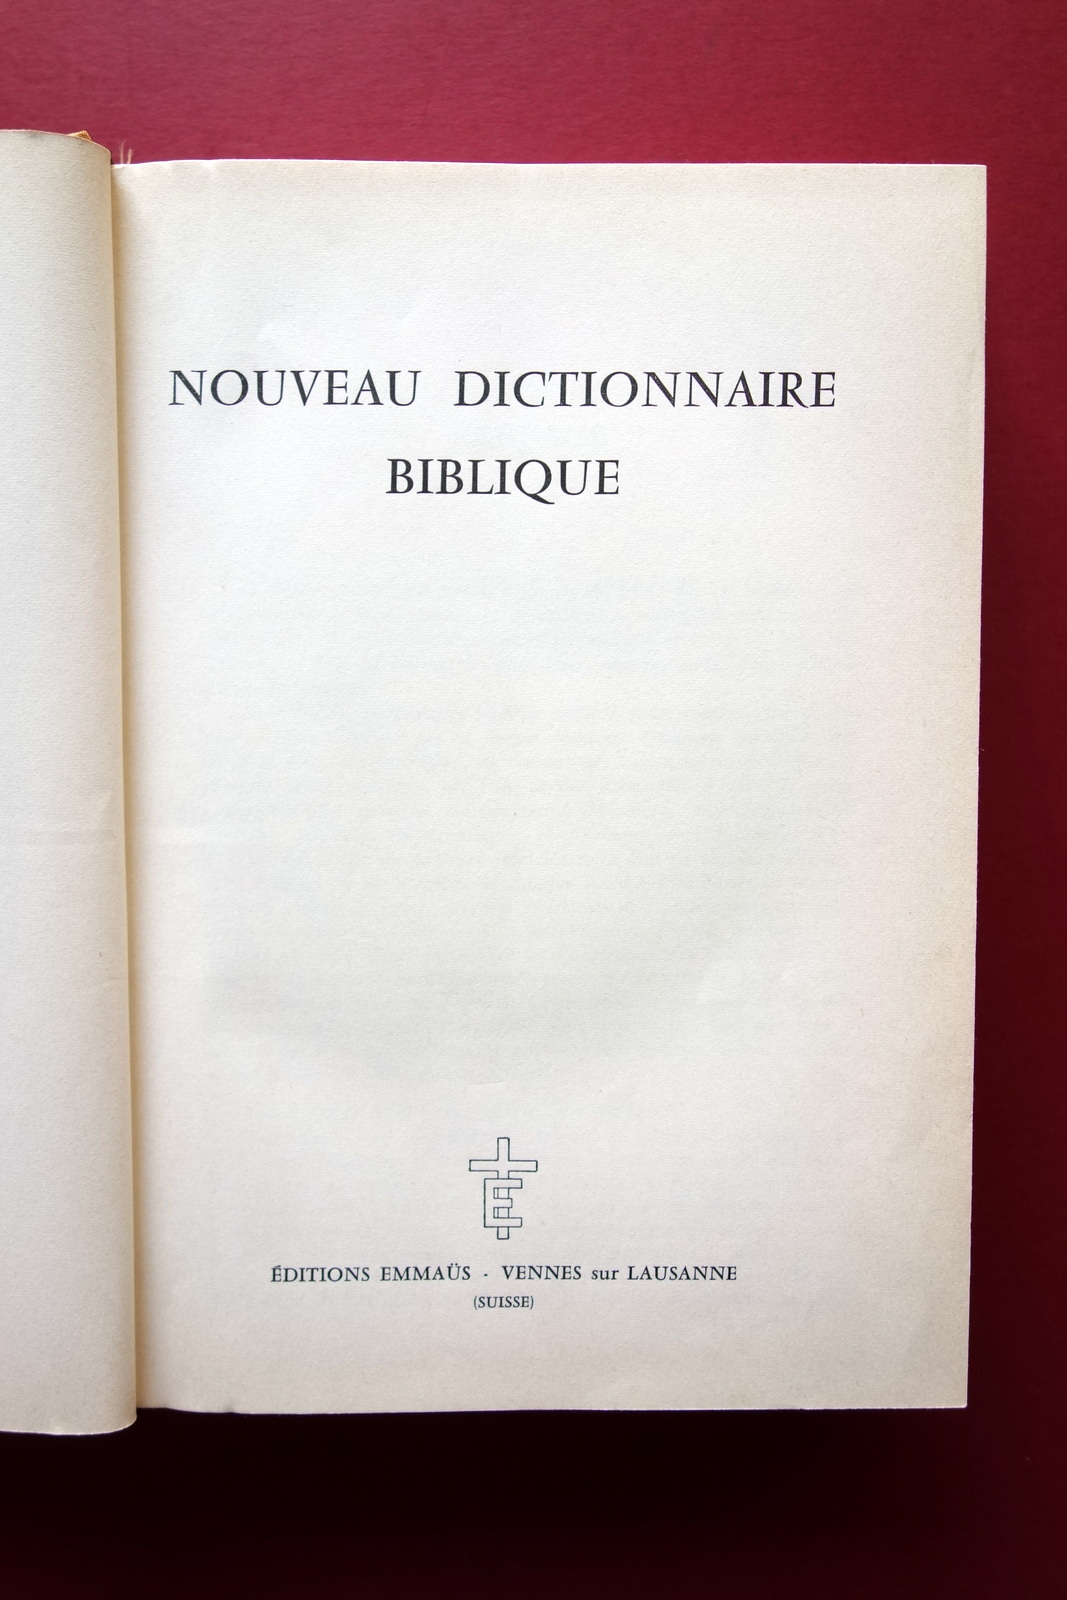 NOUVEAU DICTIONNAIRE
BIBLIQUE
E
ÉDITIONS EMMAÜS - VENNES sur LAUSANNE
(SUISSE)